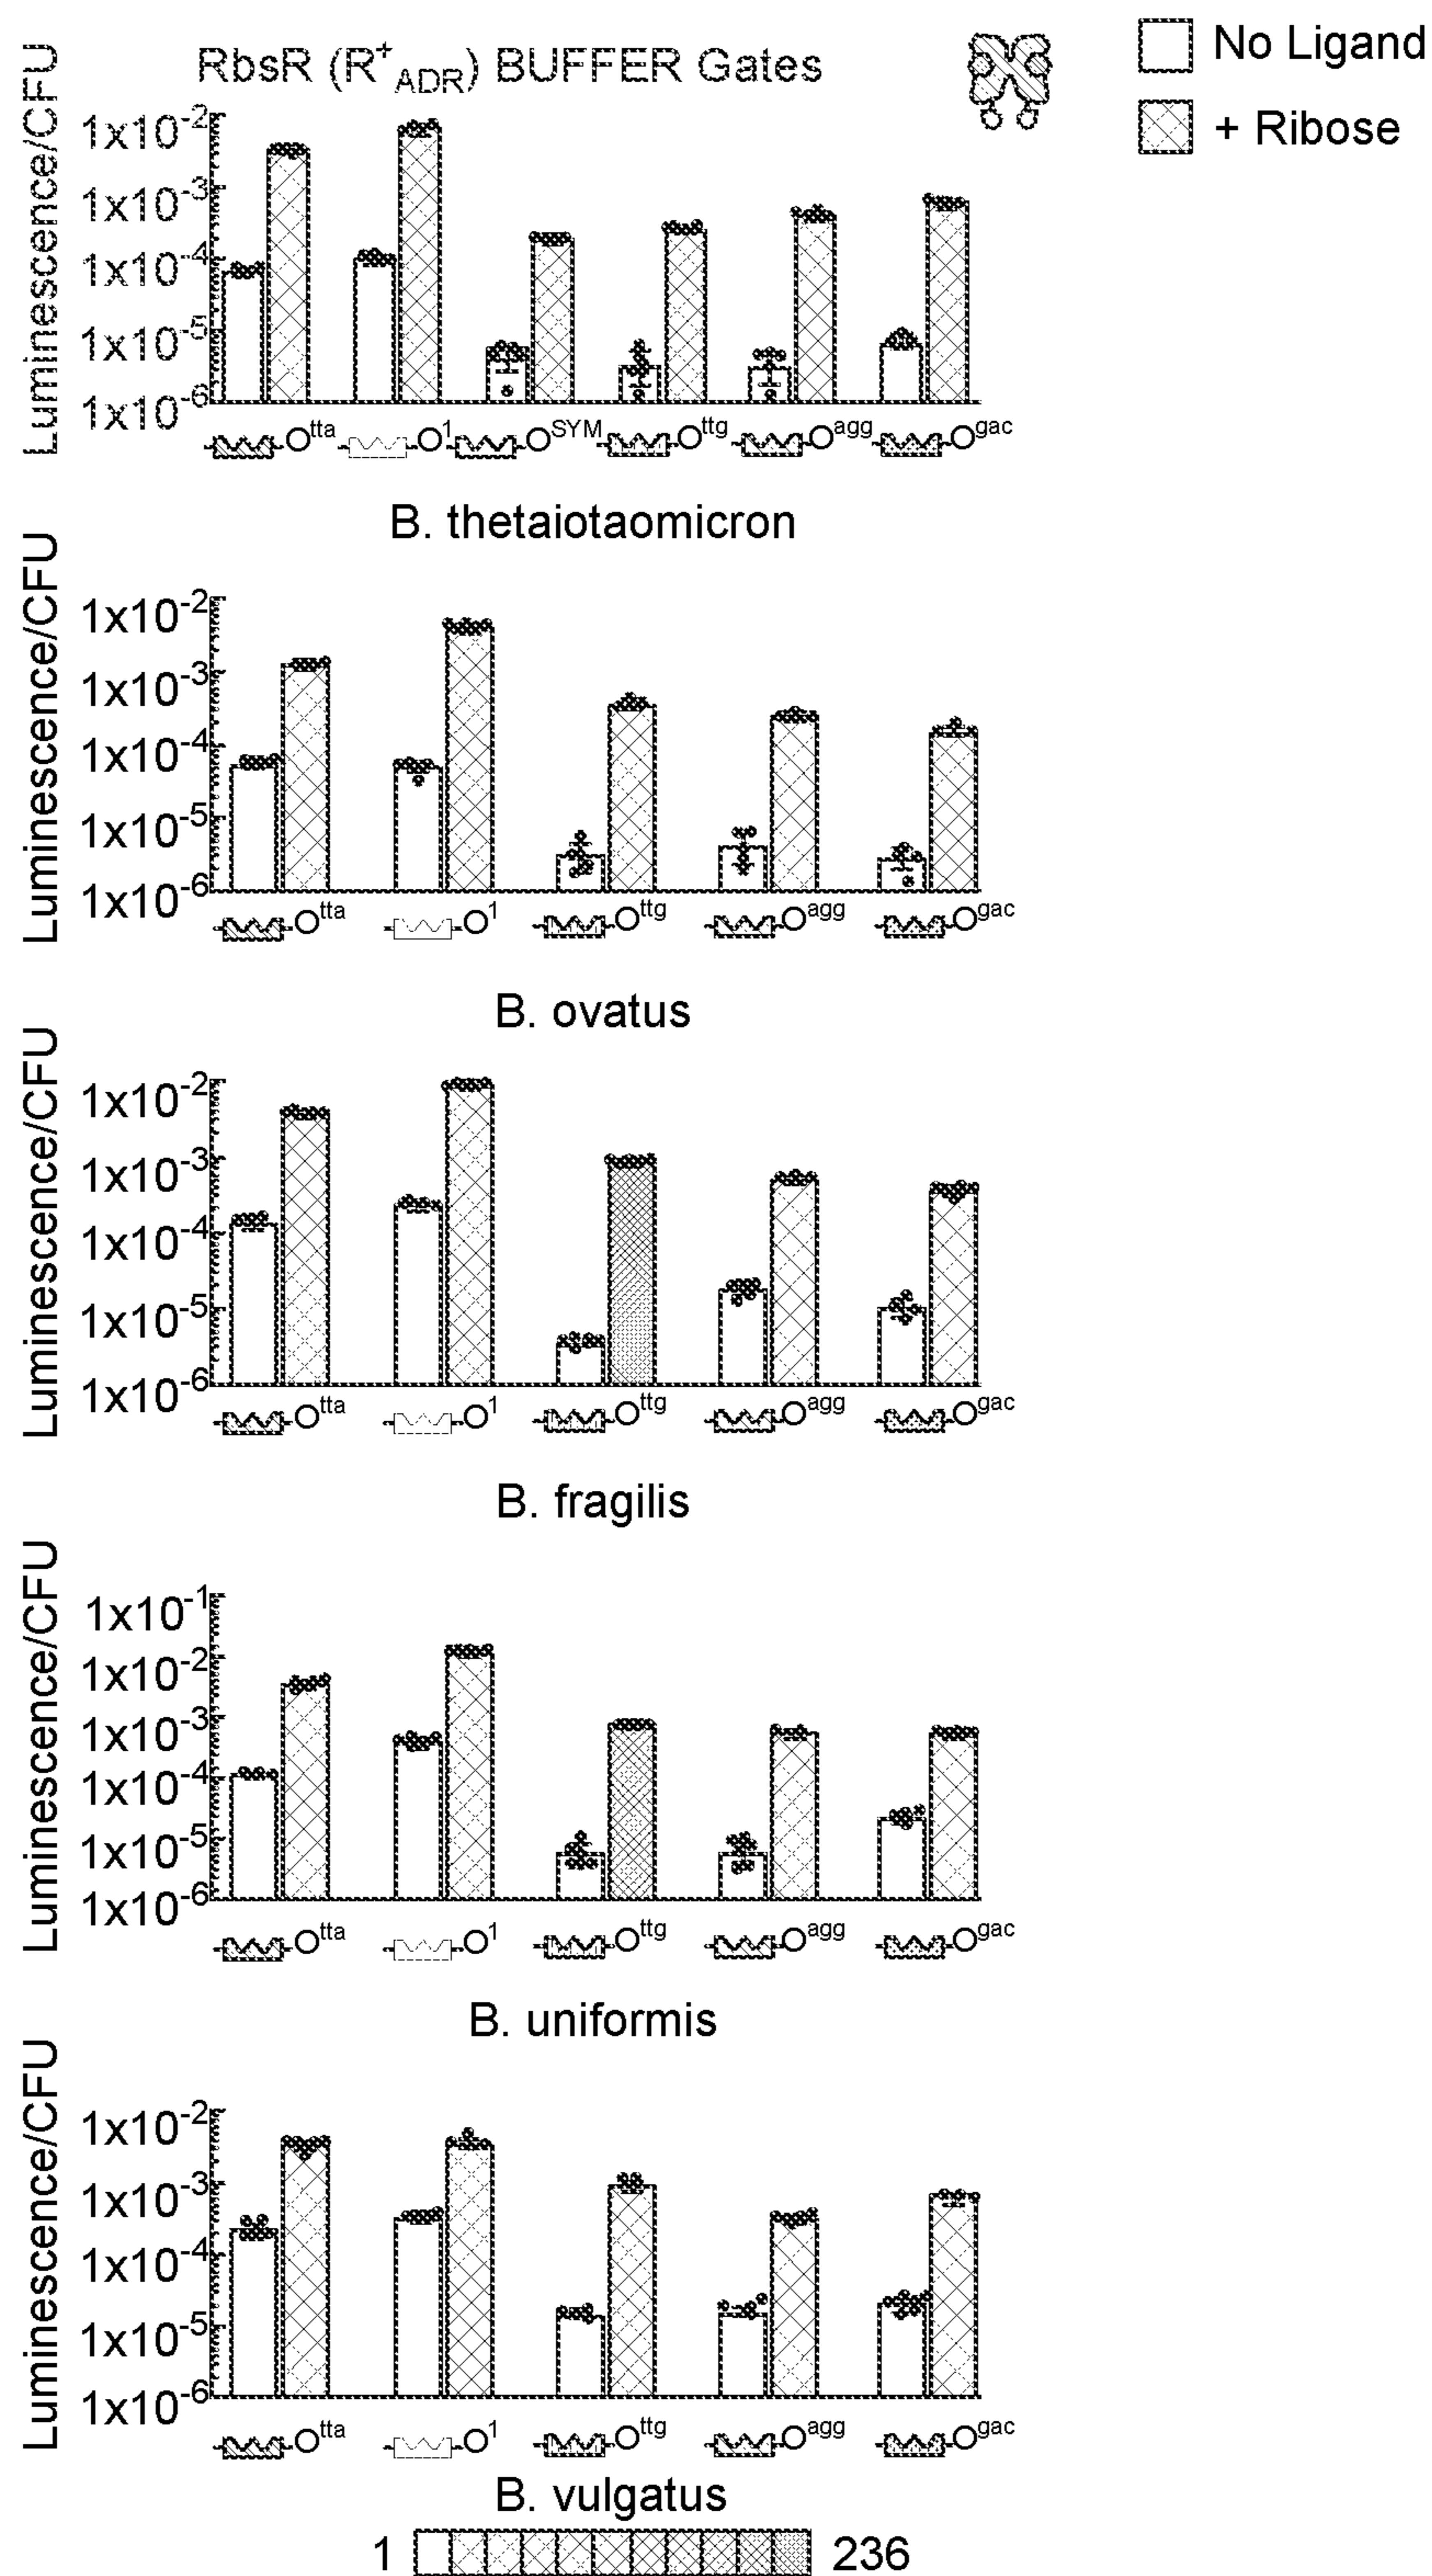 RbsR (R+ADR) BUFFER Gates
No Ligand
+ Ribose
Luminescence/CFU
1x10-2
1x10-3
1x10-4
1x10-5
1x10-6
Otta O1 OSYM Ottg Oagg Ogac
B. thetaiotaomicron
Luminescence/CFU
1x10-2
1x10-3
1x10-4
1x10-5
1x10-6
Otta O1 Ottg Oagg Ogac
B. ovatus
Luminescence/CFU
1x10-2
1x10-3
1x10-4
1x10-5
1x10-6
Otta O1 Ottg Oagg Ogac
B. fragilis
Luminescence/CFU
1x10-1
1x10-2
1x10-3
1x10-4
1x10-5
1x10-6
Otta O1 Ottg Oagg Ogac
B. uniformis
Luminescence/CFU
1x10-2
1x10-3
1x10-4
1x10-5
1x10-6
Otta O1 Ottg Oagg Ogac
B. vulgatus
1 236